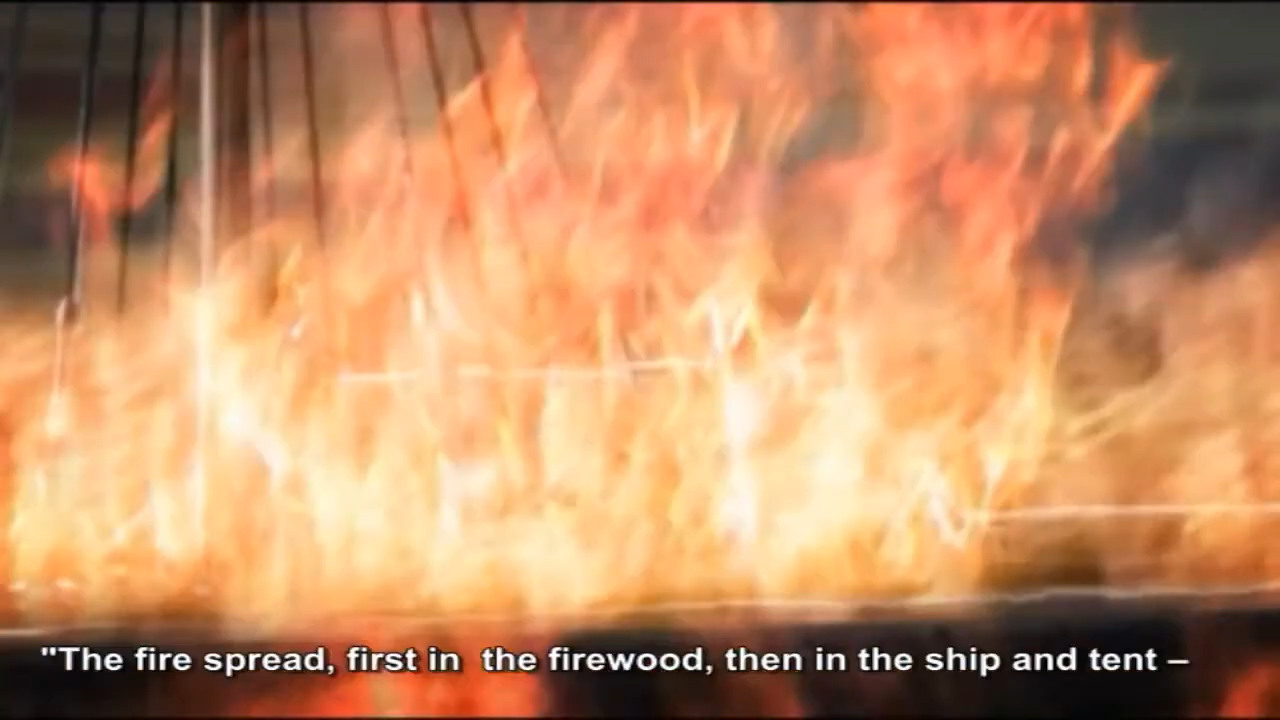 "The fire spread, first in  the firewood, then in the ship and tent –